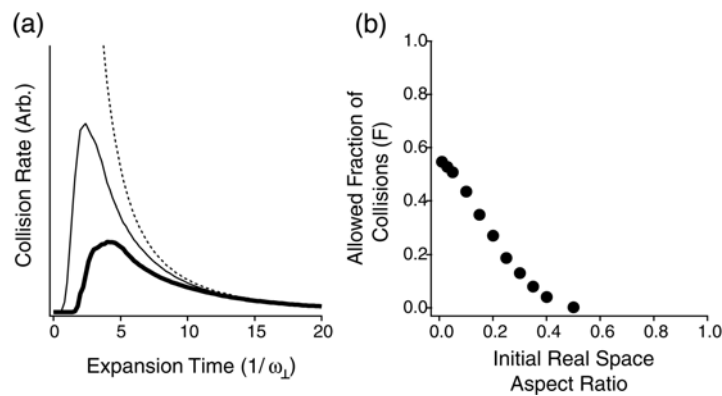 (a)
Collision Rate (Arb.)
0
5
10
15
20
Expansion Time (1/ω⊥)
(b)
Allowed Fraction of
Collisions (F)
1.0
0.8
0.6
0.4
0.2
0.0
0.0
0.2
0.4
0.6
0.8
1.0
Initial Real Space
Aspect Ratio